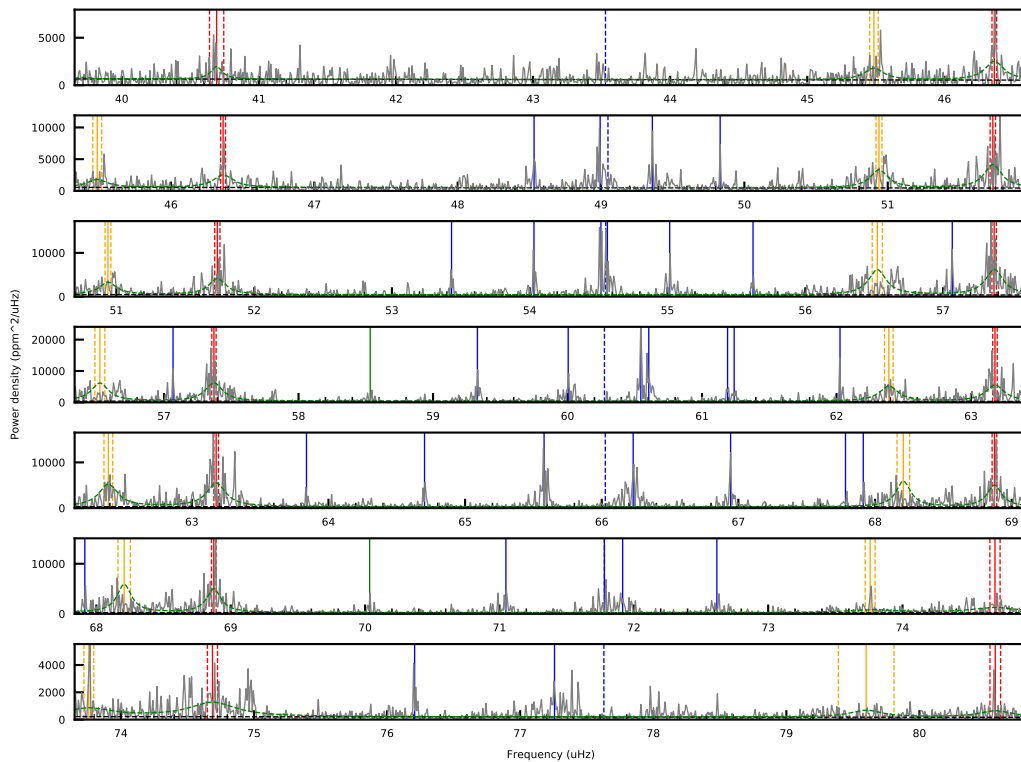 5000
0
40 41 42 43 44 45 46
10000
5000
0
46 47 48 49 50 51
10000
0
51 52 53 54 55 56 57
20000
10000
0
57 58 59 60 61 62 63
10000
0
63 64 65 66 67 68 69
10000
0
68 69 70 71 72 73 74
4000
2000
0
74 75 76 77 78 79 80
Power density (ppm^2/uHz)
Frequency (uHz)